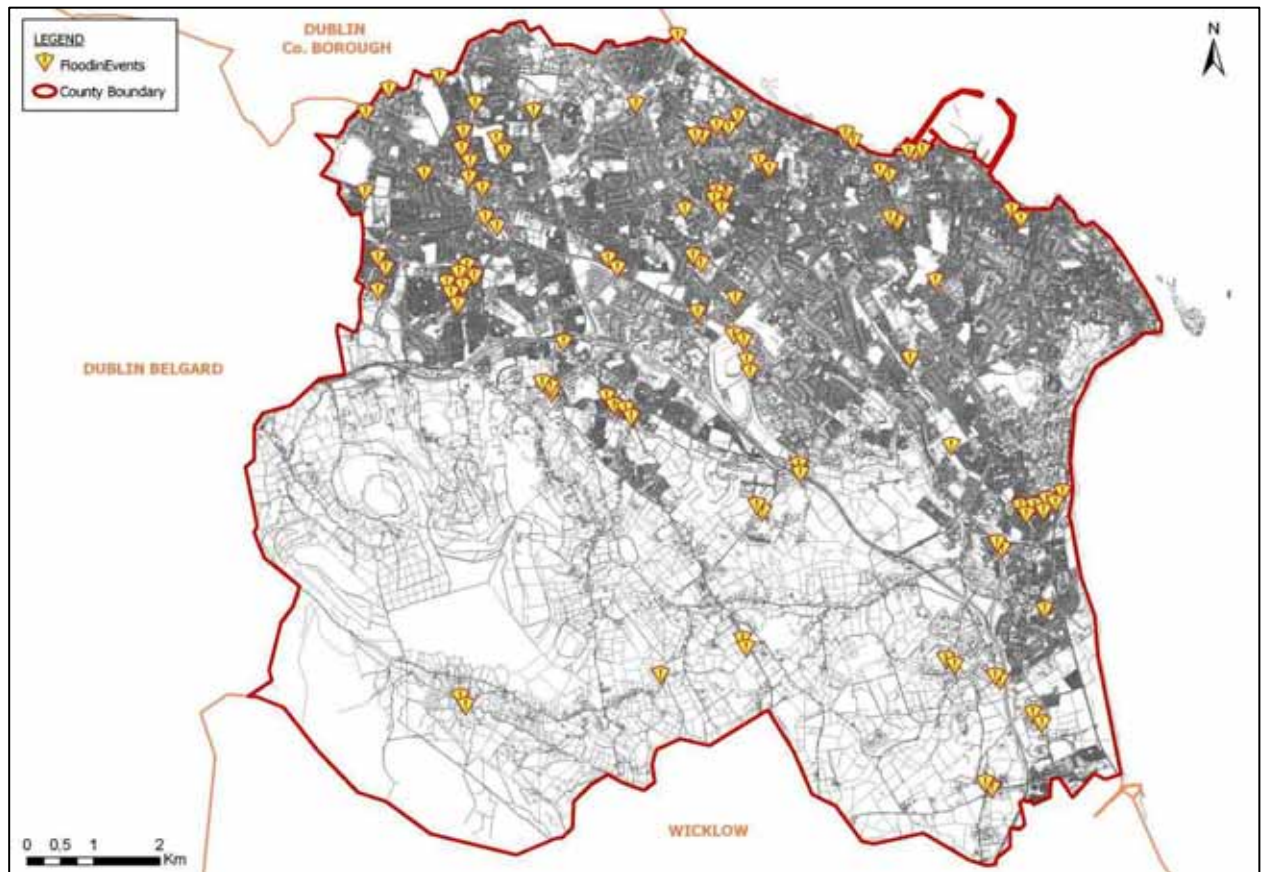 DUBLIN
Co. BOROUGH
LEGEND
FloodinEvents
County Boundary
N
DUBLIN BELGARD
WICKLOW
0 0,5 1 2
Km